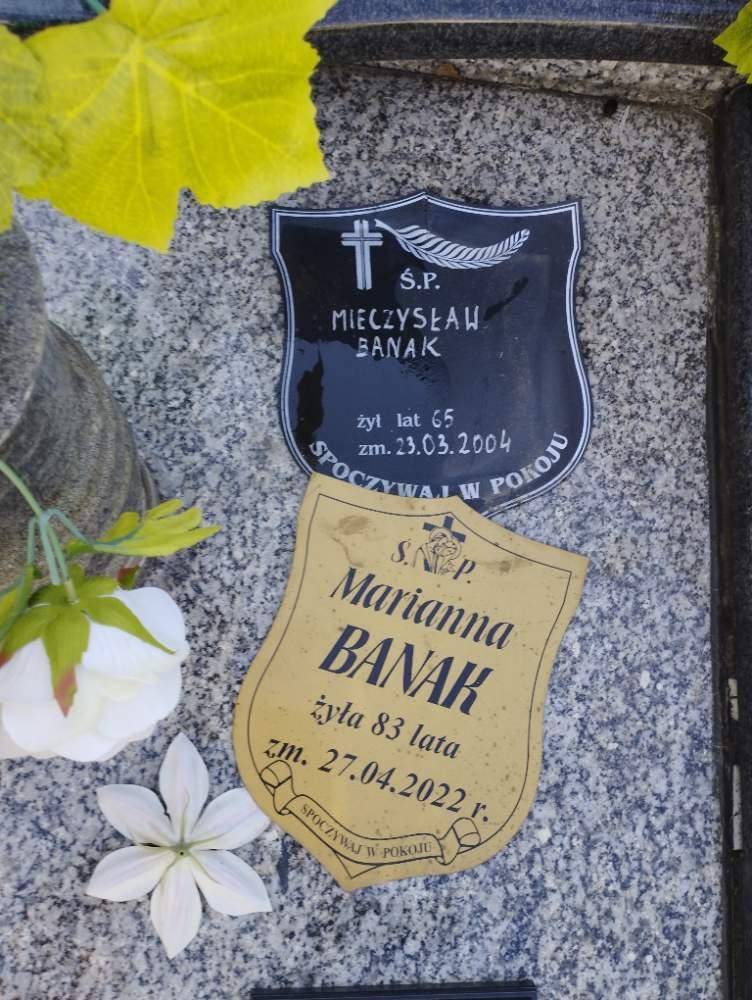 Ś.P.
MIECZYSŁAW
BANAK
żył lat 65
zm. 23.03.2004
SPOCZYWAJ W POKOJU
Ś. P.
Marianna
BANAK
żyła 83 lata
zm. 27.04.2022 r.
SPOCZYWAJ W POKOJU